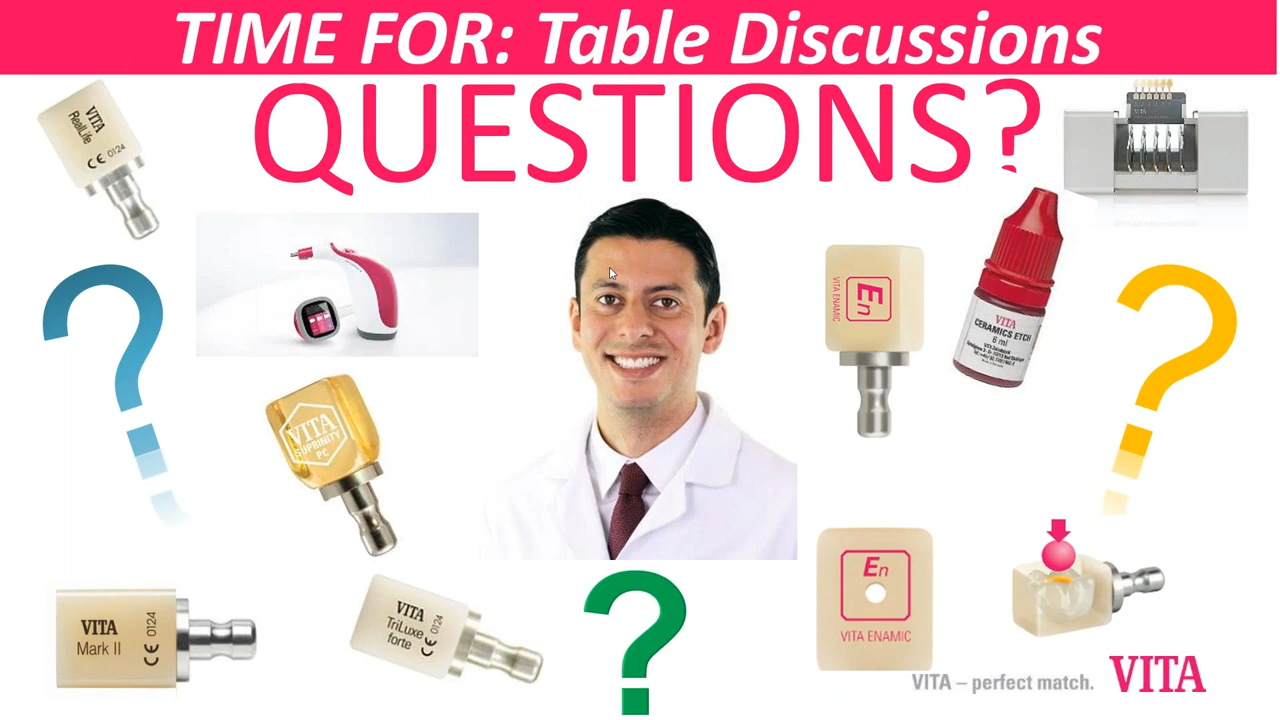 TIME FOR: Table Discussions
QUESTIONS?
VITA
RealLife
CE 0124
VITA
SUPRINITY
PC
En
VITA ENAMIC
VITA
CERAMICS ETCH
6 ml
VITA
Mark II
CE 0124
VITA
TriLuxe
forte
CE 0124
En
VITA ENAMIC
VITA – perfect match.
VITA